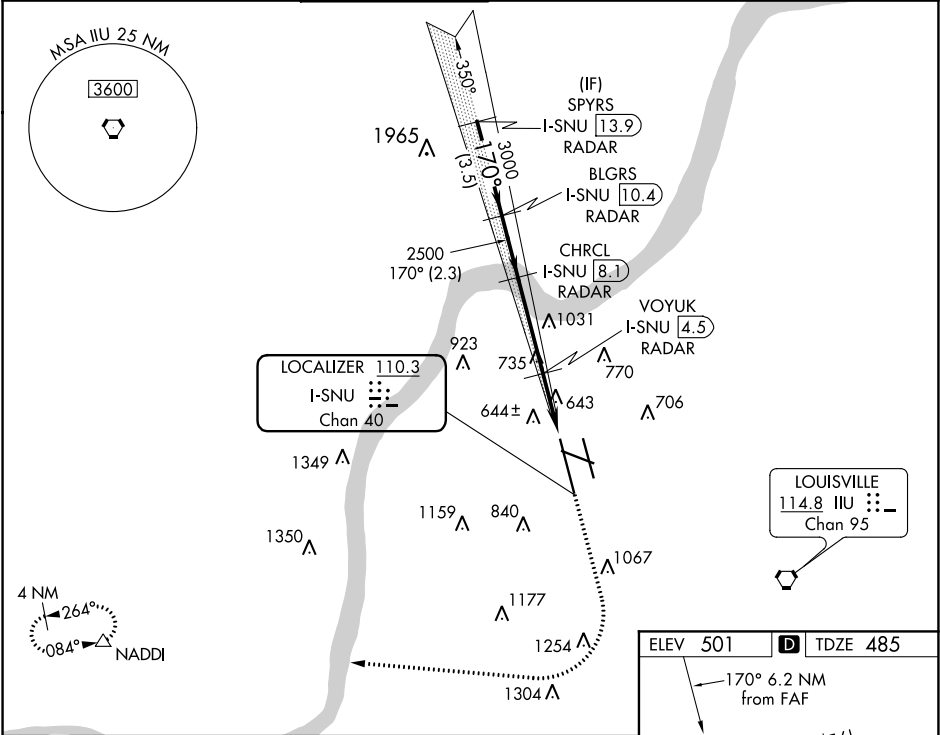 MSA IIU 25 NM
3600
350°
1965
(IF)
SPYRS
I-SNU 13.9
RADAR
3000
170°
(3.5)
BLGRS
I-SNU 10.4
RADAR
2500
170° (2.3)
CHRCL
I-SNU 8.1
RADAR
1031
VOYUK
I-SNU 4.5
RADAR
923
735
770
LOCALIZER 110.3
I-SNU
Chan 40
644±
643
706
1349
LOUISVILLE
114.8 IIU
Chan 95
1159
840
1350
1067
4 NM
264°
084°
NADDI
1177
1254
1304
ELEV 501 D TDZE 485
170° 6.2 NM
from FAF